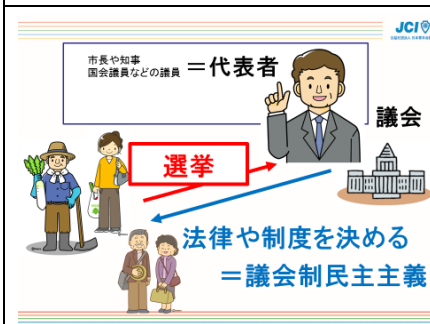 JCI
市長や知事
国会議員などの議員
=代表者
議会
選挙
法律や制度を決める
=議会制民主主義